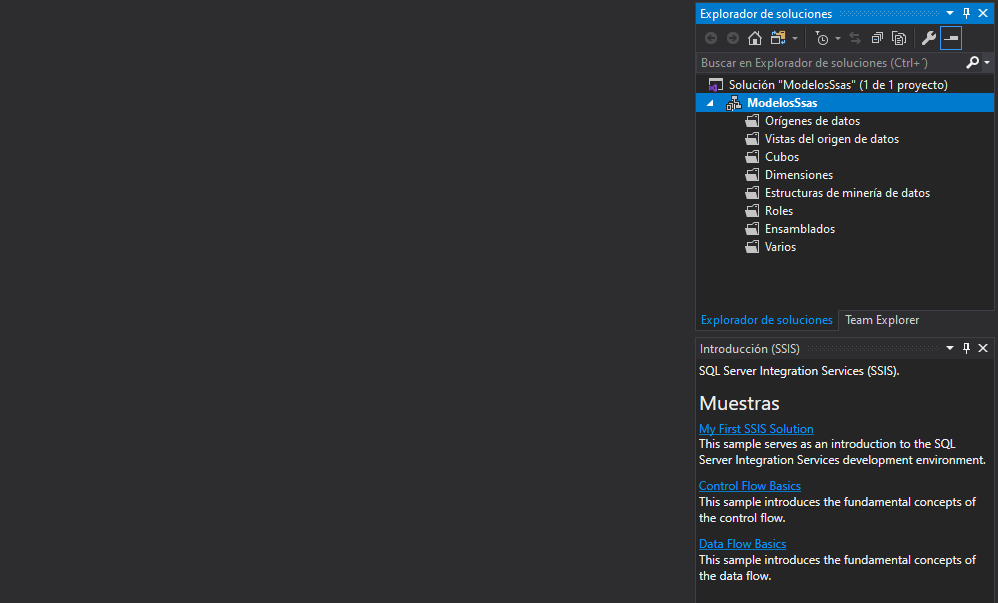 Explorador de soluciones
Buscar en Explorador de soluciones (Ctrl+´)
Solución "ModelosSsas" (1 de 1 proyecto)
ModelosSsas
Orígenes de datos
Vistas del origen de datos
Cubos
Dimensiones
Estructuras de minería de datos
Roles
Ensamblados
Varios
Explorador de soluciones Team Explorer
Introducción (SSIS)
SQL Server Integration Services (SSIS).
Muestras
My First SSIS Solution
This sample serves as an introduction to the SQL
Server Integration Services development environment.
Control Flow Basics
This sample introduces the fundamental concepts of
the control flow.
Data Flow Basics
This sample introduces the fundamental concepts of
the data flow.